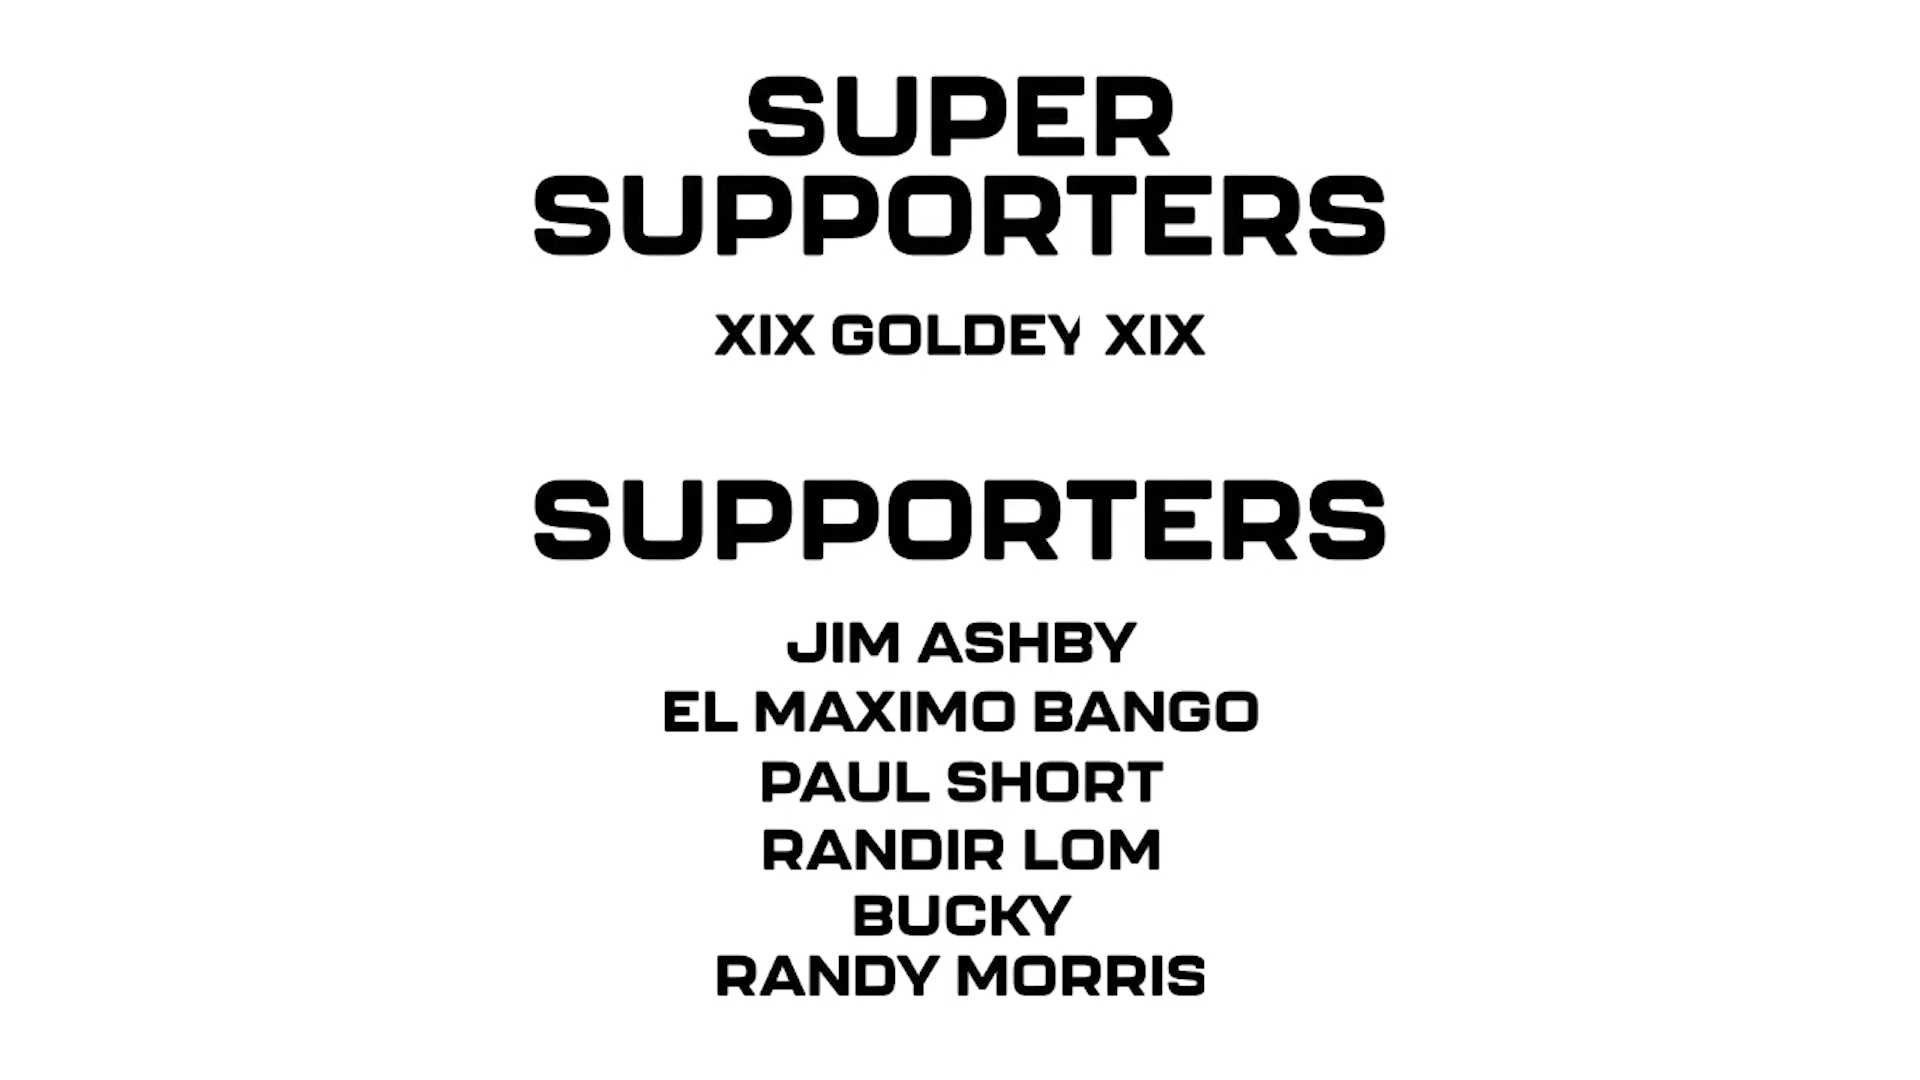 SUPER
SUPPORTERS
XIX GOLDEY XIX
SUPPORTERS
JIM ASHBY
EL MAXIMO BANGO
PAUL SHORT
RANDIR LOM
BUCKY
RANDY MORRIS